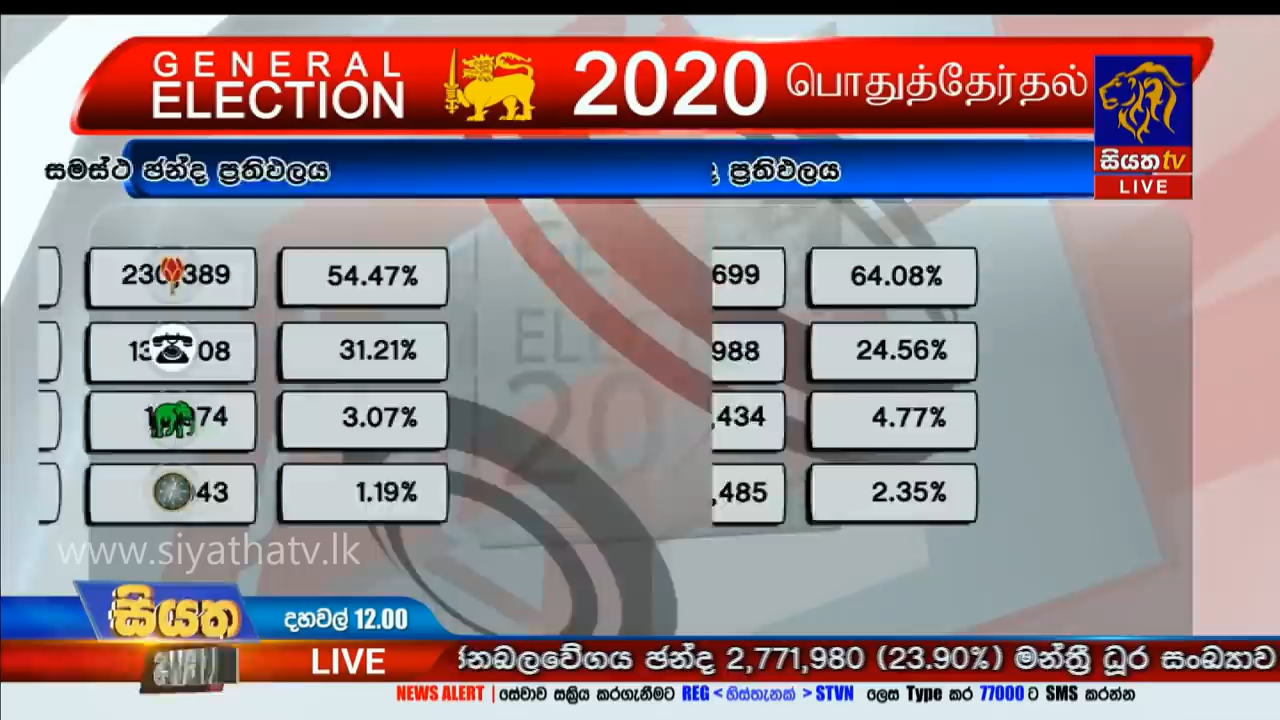 GENERAL
ELECTION
2020 பொதுத்தேர்தல்
සියත tv
LIVE
සමස්ථ ඡන්ද ප්‍රතිඵලය
ප්‍රතිඵලය
54.47%
699
64.08%
31.21%
988
24.56%
3.07%
,434
4.77%
43
1.19%
,485
2.35%
www.siyathatv.lk
සියත
දහවල් 12.00
LIVE
ජනබලවේගය ඡන්ද 2,771,980 (23.90%) මන්ත්‍රී ධූර සංඛ්‍යාව
NEWS ALERT | සේවාව සක්‍රිය කරගැනීමට REG < හිස්තැනක් > STVN ලෙස Type කර 77000 ට SMS කරන්න